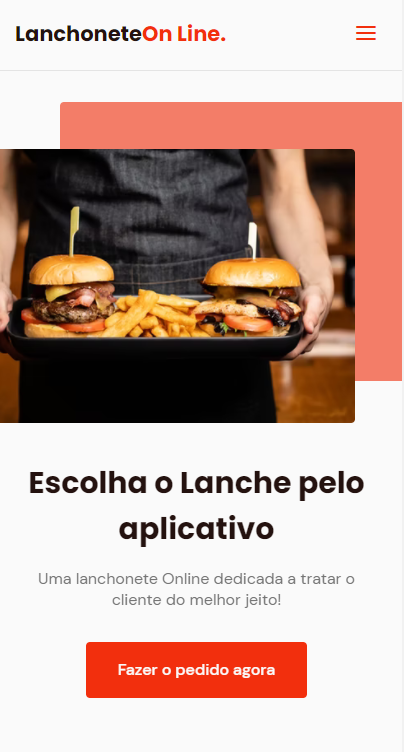 LanchoneteOn Line.
Escolha o Lanche pelo
aplicativo
Uma lanchonete Online dedicada a tratar o
cliente do melhor jeito!
Fazer o pedido agora